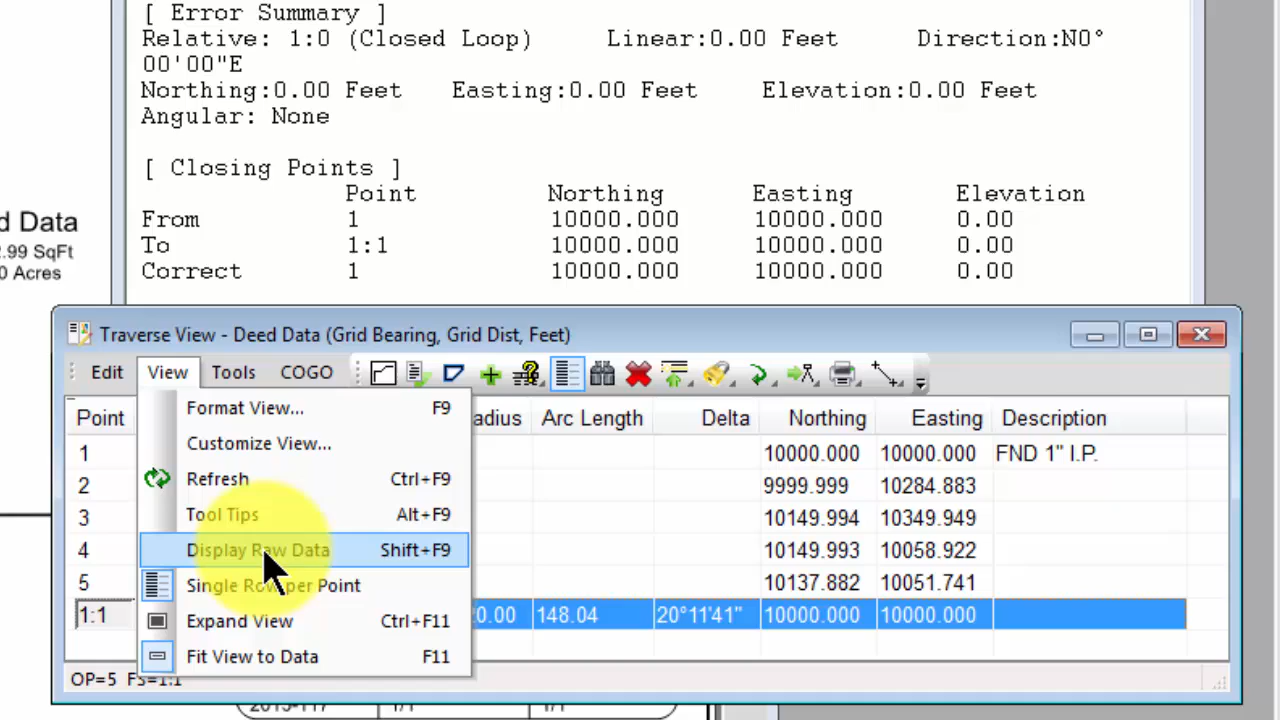 [ Error Summary ]
Relative: 1:0 (Closed Loop) Linear:0.00 Feet Direction:N0°
00'00"E
Northing:0.00 Feet Easting:0.00 Feet Elevation:0.00 Feet
Angular: None
[ Closing Points ]
Point Northing Easting Elevation
From 1 10000.000 10000.000 0.00
To 1:1 10000.000 10000.000 0.00
Correct 1 10000.000 10000.000 0.00
d Data
2.99 SqFt
0 Acres
Traverse View - Deed Data (Grid Bearing, Grid Dist, Feet)
Edit View Tools COGO
Format View... F9
Customize View...
Refresh Ctrl+F9
Tool Tips Alt+F9
Display Raw Data Shift+F9
Single Row per Point
Expand View Ctrl+F11
Fit View to Data F11
Point adius Arc Length Delta Northing Easting Description
1 10000.000 10000.000 FND 1" I.P.
2 9999.999 10284.883
3 10149.994 10349.949
4 10149.993 10058.922
5 10137.882 10051.741
1:1 0.00 148.04 20°11'41" 10000.000 10000.000
OP=5 FS=1:1